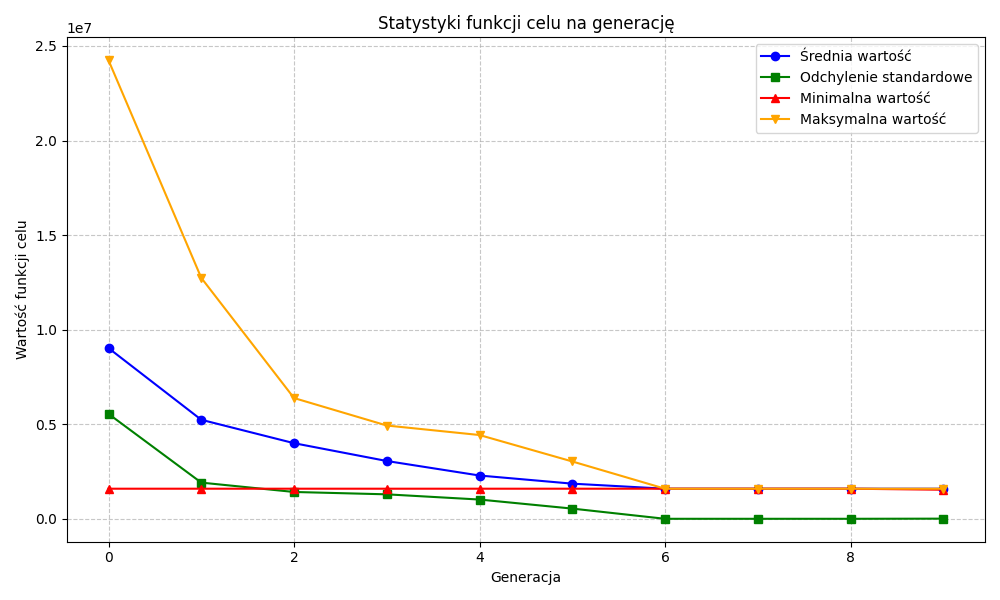 Statystyki funkcji celu na generację
1e7
2.5
2.0
1.5
1.0
0.5
0.0
Wartość funkcji celu
Średnia wartość
Odchylenie standardowe
Minimalna wartość
Maksymalna wartość
0
2
4
6
8
Generacja